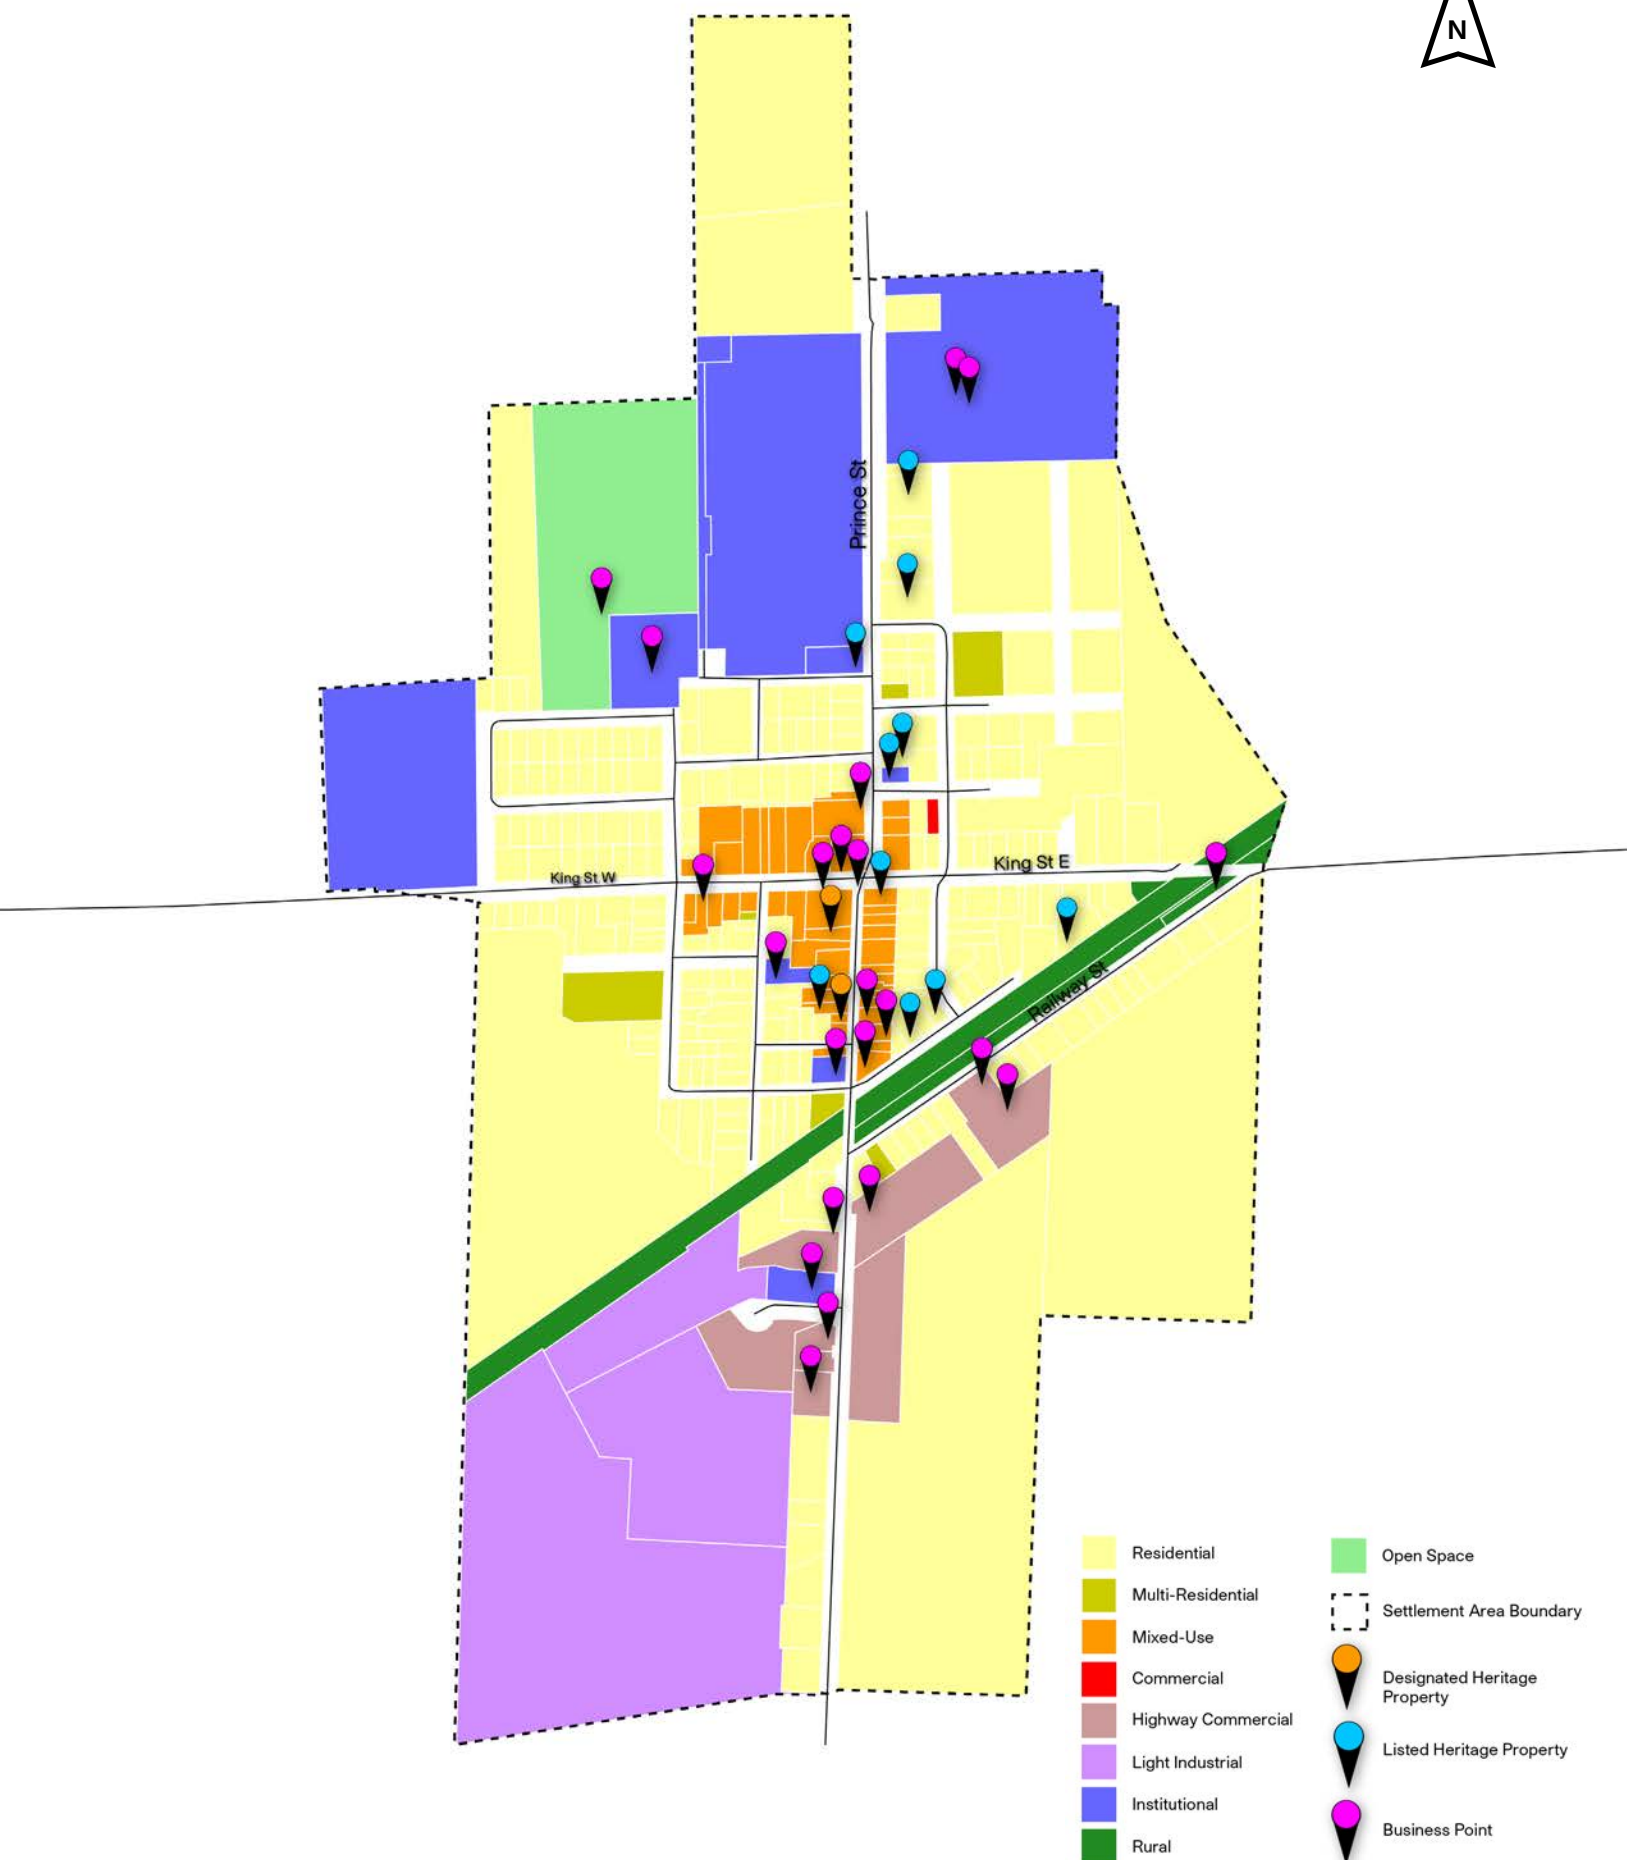 N
Prince St
King St W
King St E
Railway St
Residential
Multi-Residential
Mixed-Use
Commercial
Highway Commercial
Light Industrial
Institutional
Rural
Open Space
Settlement Area Boundary
Designated Heritage
Property
Listed Heritage Property
Business Point